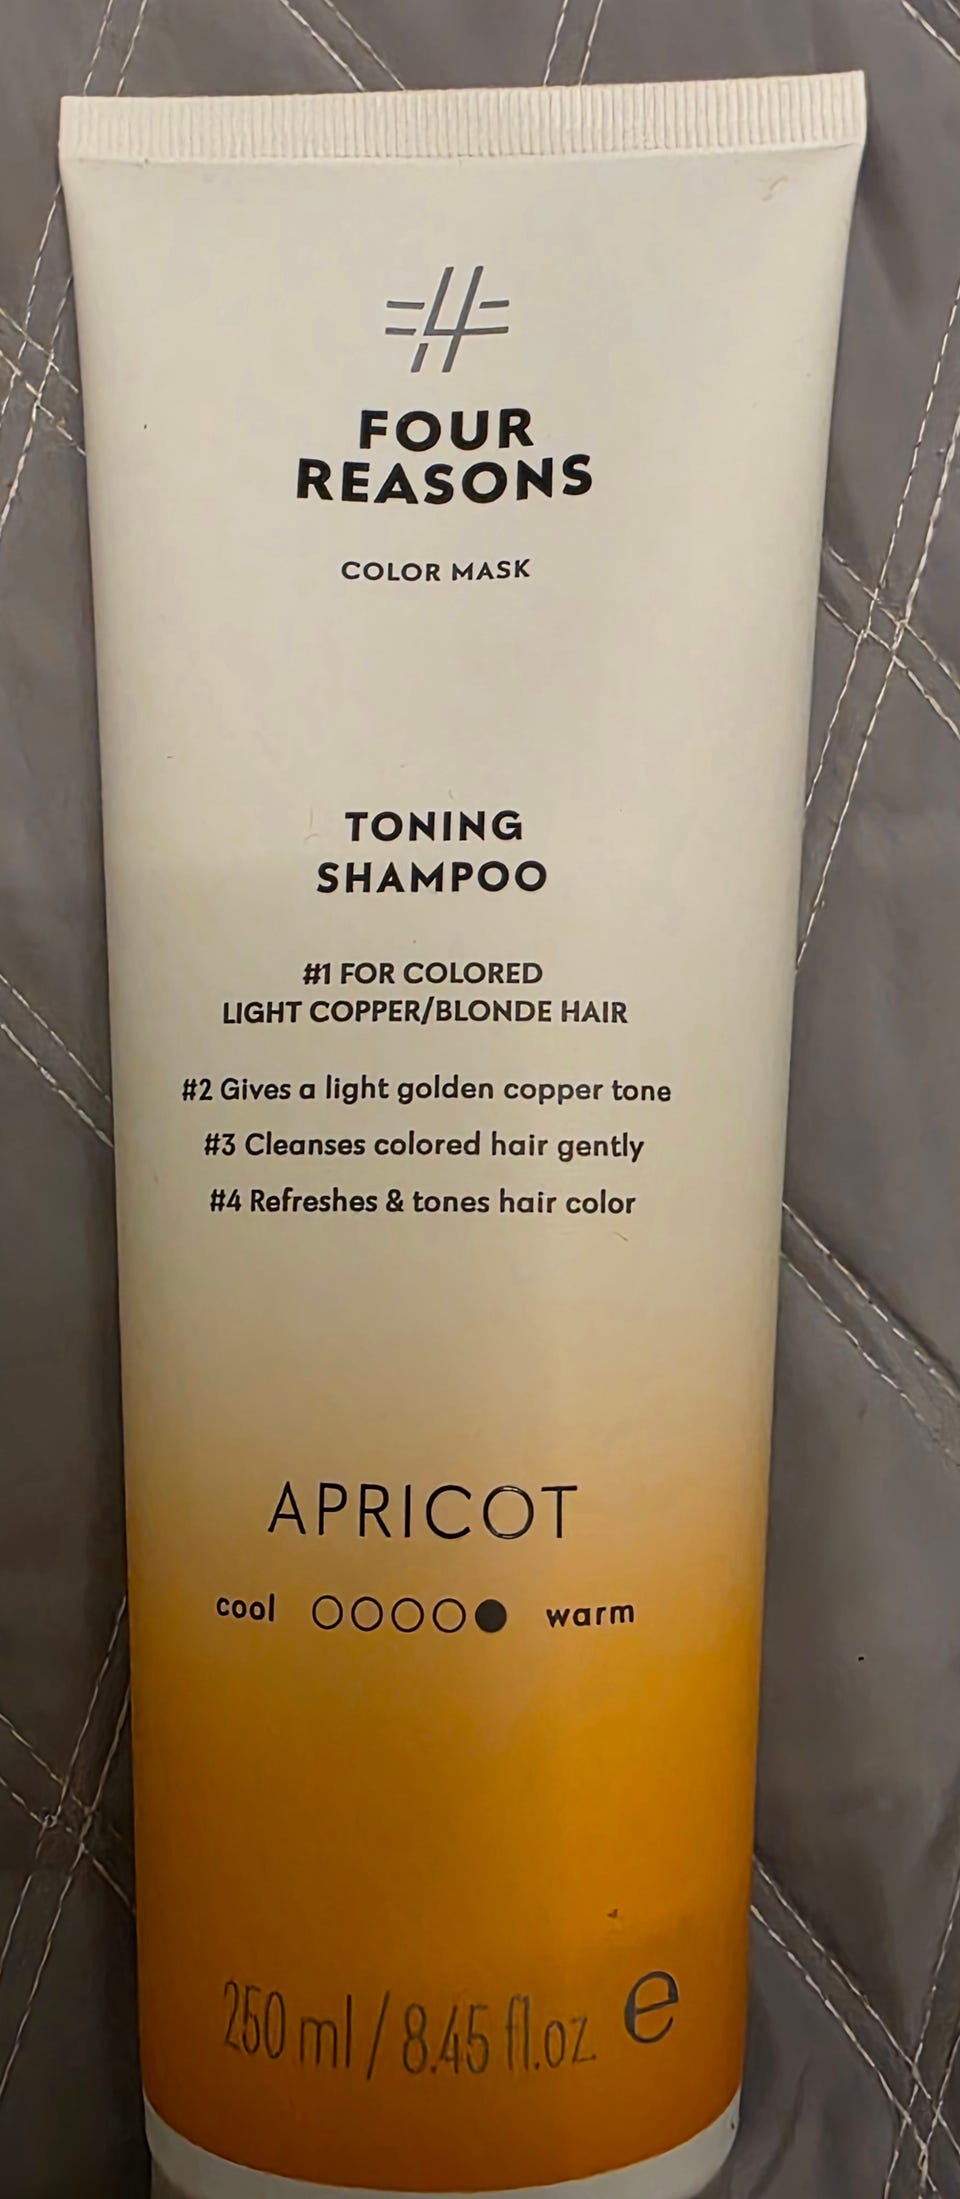 #4
FOUR
REASONS
COLOR MASK
TONING
SHAMPOO
#1 FOR COLORED
LIGHT COPPER/BLONDE HAIR
#2 Gives a light golden copper tone
#3 Cleanses colored hair gently
#4 Refreshes & tones hair color
APRICOT
cool warm
250 ml / 8.45 fl.oz. e